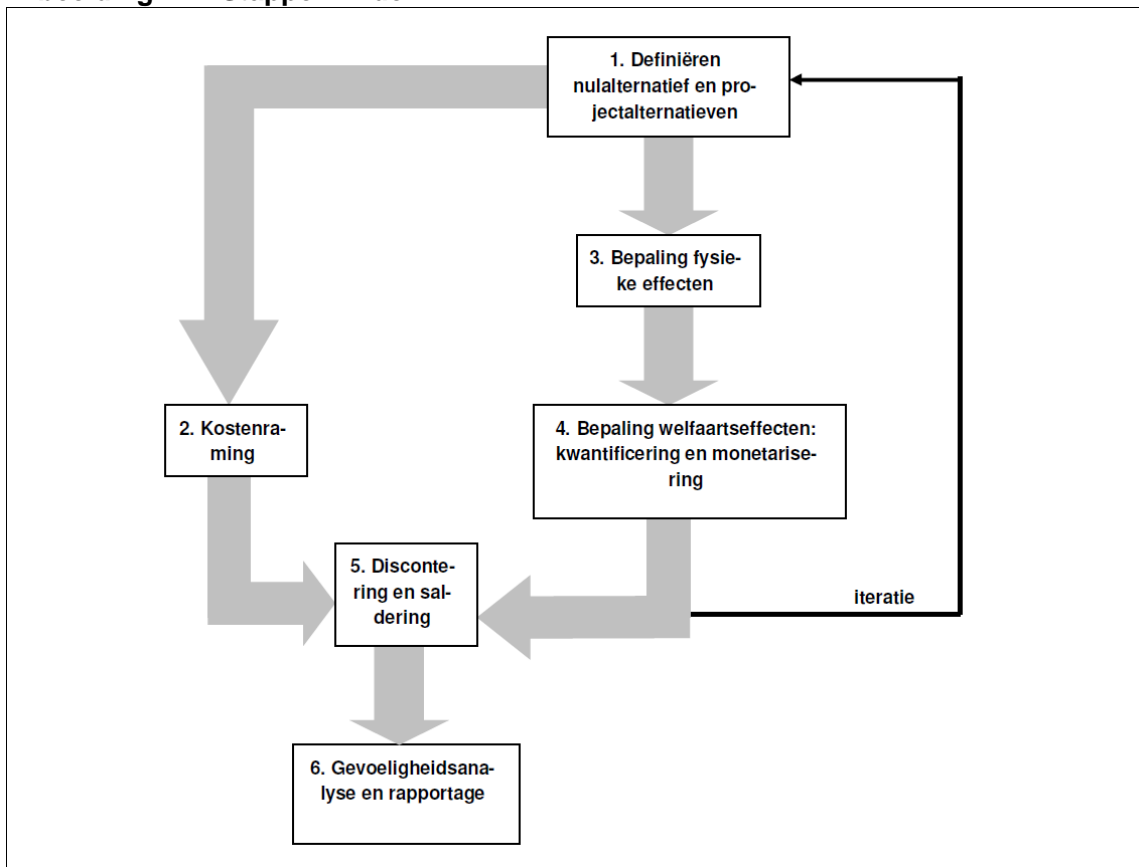 1. Definiëren
nulalternatief en pro-
jectalternatieven
3. Bepaling fysie-
ke effecten
2. Kostenra-
ming
4. Bepaling welfaartseffecten:
kwantificering en monetarise-
ring
5. Disconte-
ring en sal-
dering
iteratie
6. Gevoeligheidsana-
lyse en rapportage